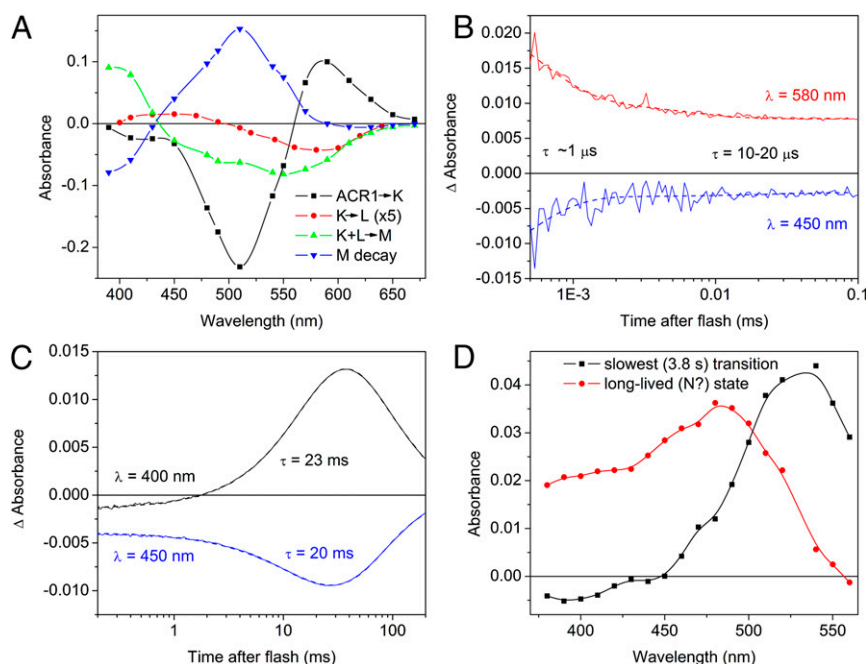 A
Absorbance
0.1
0.0
-0.1
-0.2
ACR1→K
K→L (x5)
K+L→M
M decay
400 450 500 550 600 650
Wavelength (nm)
B
Δ Absorbance
0.020
0.015
0.010
0.005
0.000
-0.005
-0.010
-0.015
λ = 580 nm
τ ~1 μs
τ = 10-20 μs
λ = 450 nm
1E-3 0.01 0.1
Time after flash (ms)
C
Δ Absorbance
0.015
0.010
0.005
0.000
-0.005
-0.010
λ = 400 nm
τ = 23 ms
λ = 450 nm
τ = 20 ms
1 10 100
Time after flash (ms)
D
Absorbance
0.04
0.03
0.02
0.01
0.00
slowest (3.8 s) transition
long-lived (N?) state
400 450 500 550
Wavelength (nm)